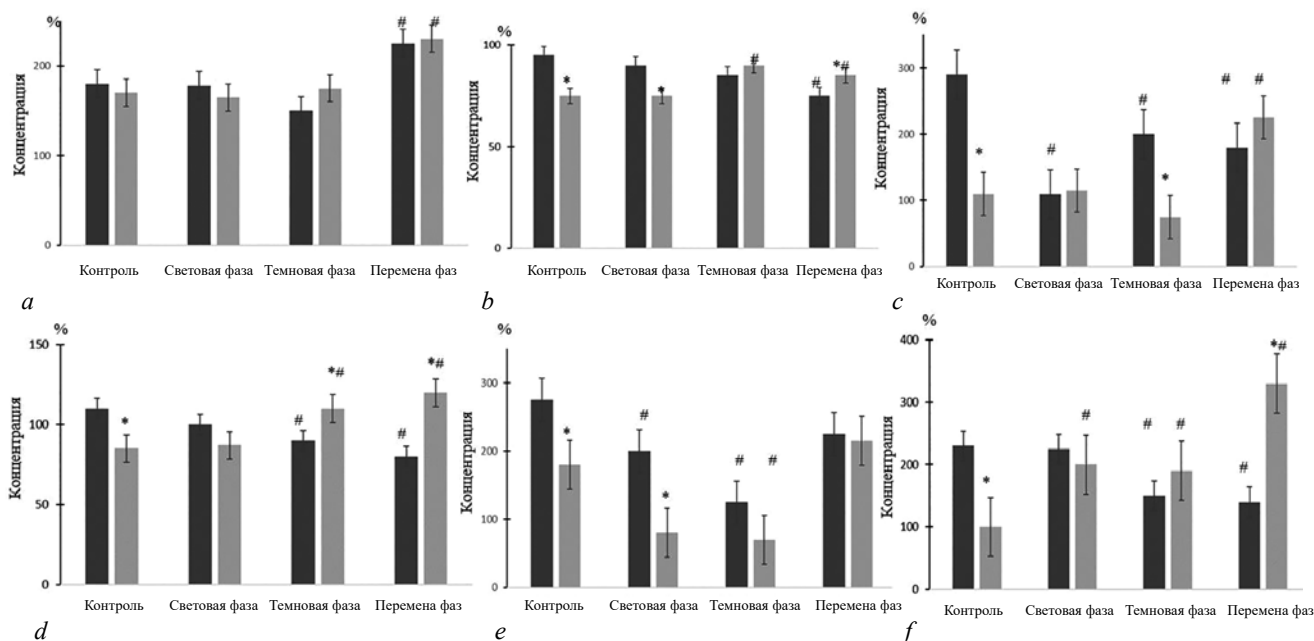 %
Концентрация
200
100
0
# #
Контроль Световая фаза Темновая фаза Перемена фаз
a
%
Концентрация
100
50
0
* * # # *#
Контроль Световая фаза Темновая фаза Перемена фаз
b
%
Концентрация
300
200
100
0
* # # * # #
Контроль Световая фаза Темновая фаза Перемена фаз
c
%
Концентрация
150
100
50
0
* # *# # *#
Контроль Световая фаза Темновая фаза Перемена фаз
d
%
Концентрация
300
200
100
0
* # * # #
Контроль Световая фаза Темновая фаза Перемена фаз
e
%
Концентрация
400
300
200
100
0
* # # # # *#
Контроль Световая фаза Темновая фаза Перемена фаз
f